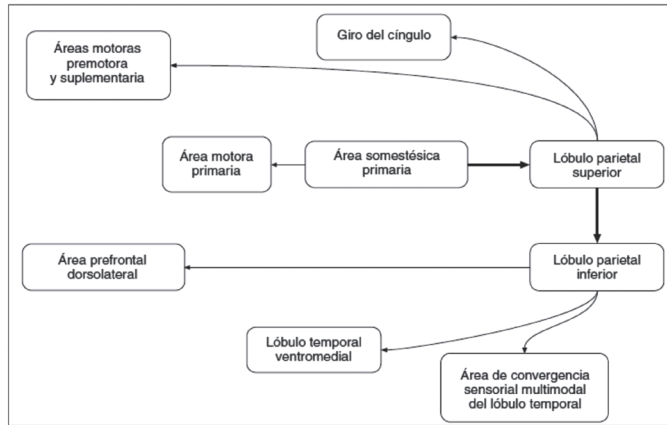 Giro del cíngulo
Áreas motoras
premotora
y suplementaria
Área motora
primaria
Área somestésica
primaria
Lóbulo parietal
superior
Área prefrontal
dorsolateral
Lóbulo parietal
inferior
Lóbulo temporal
ventromedial
Área de convergencia
sensorial multimodal
del lóbulo temporal